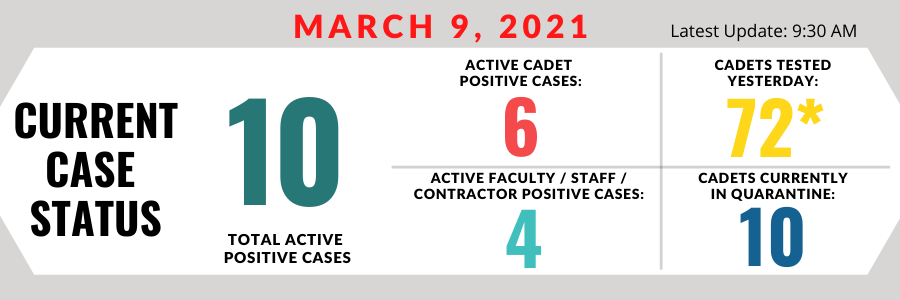 MARCH 9, 2021
Latest Update: 9:30 AM
CURRENT
CASE
STATUS
10
TOTAL ACTIVE
POSITIVE CASES
ACTIVE CADET
POSITIVE CASES:
6
CADETS TESTED
YESTERDAY:
72*
ACTIVE FACULTY / STAFF /
CONTRACTOR POSITIVE CASES:
4
CADETS CURRENTLY
IN QUARANTINE:
10